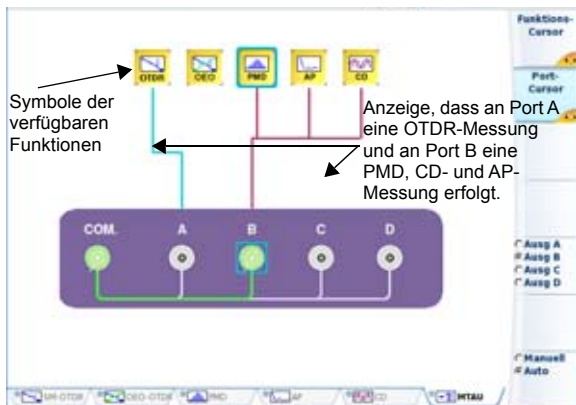 Funktions-
Cursor
OTDR
OEO
PMD
AP
CD
Port-
Cursor
Symbole der
verfügbaren
Funktionen
Anzeige, dass an Port A
eine OTDR-Messung
und an Port B eine
PMD, CD- und AP-
Messung erfolgt.
COM.
A
B
C
D
Ausg A
Ausg B
Ausg C
Ausg D
Manuell
Auto
OEO-OTDR
PMD
AP
CD
MTAU